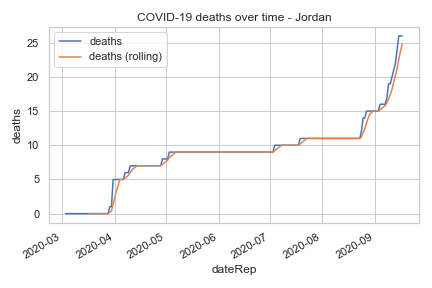 COVID-19 deaths over time - Jordan
deaths
deaths (rolling)
deaths
25
20
15
10
5
0
2020-03
2020-04
2020-05
2020-06
2020-07
2020-08
2020-09
dateRep